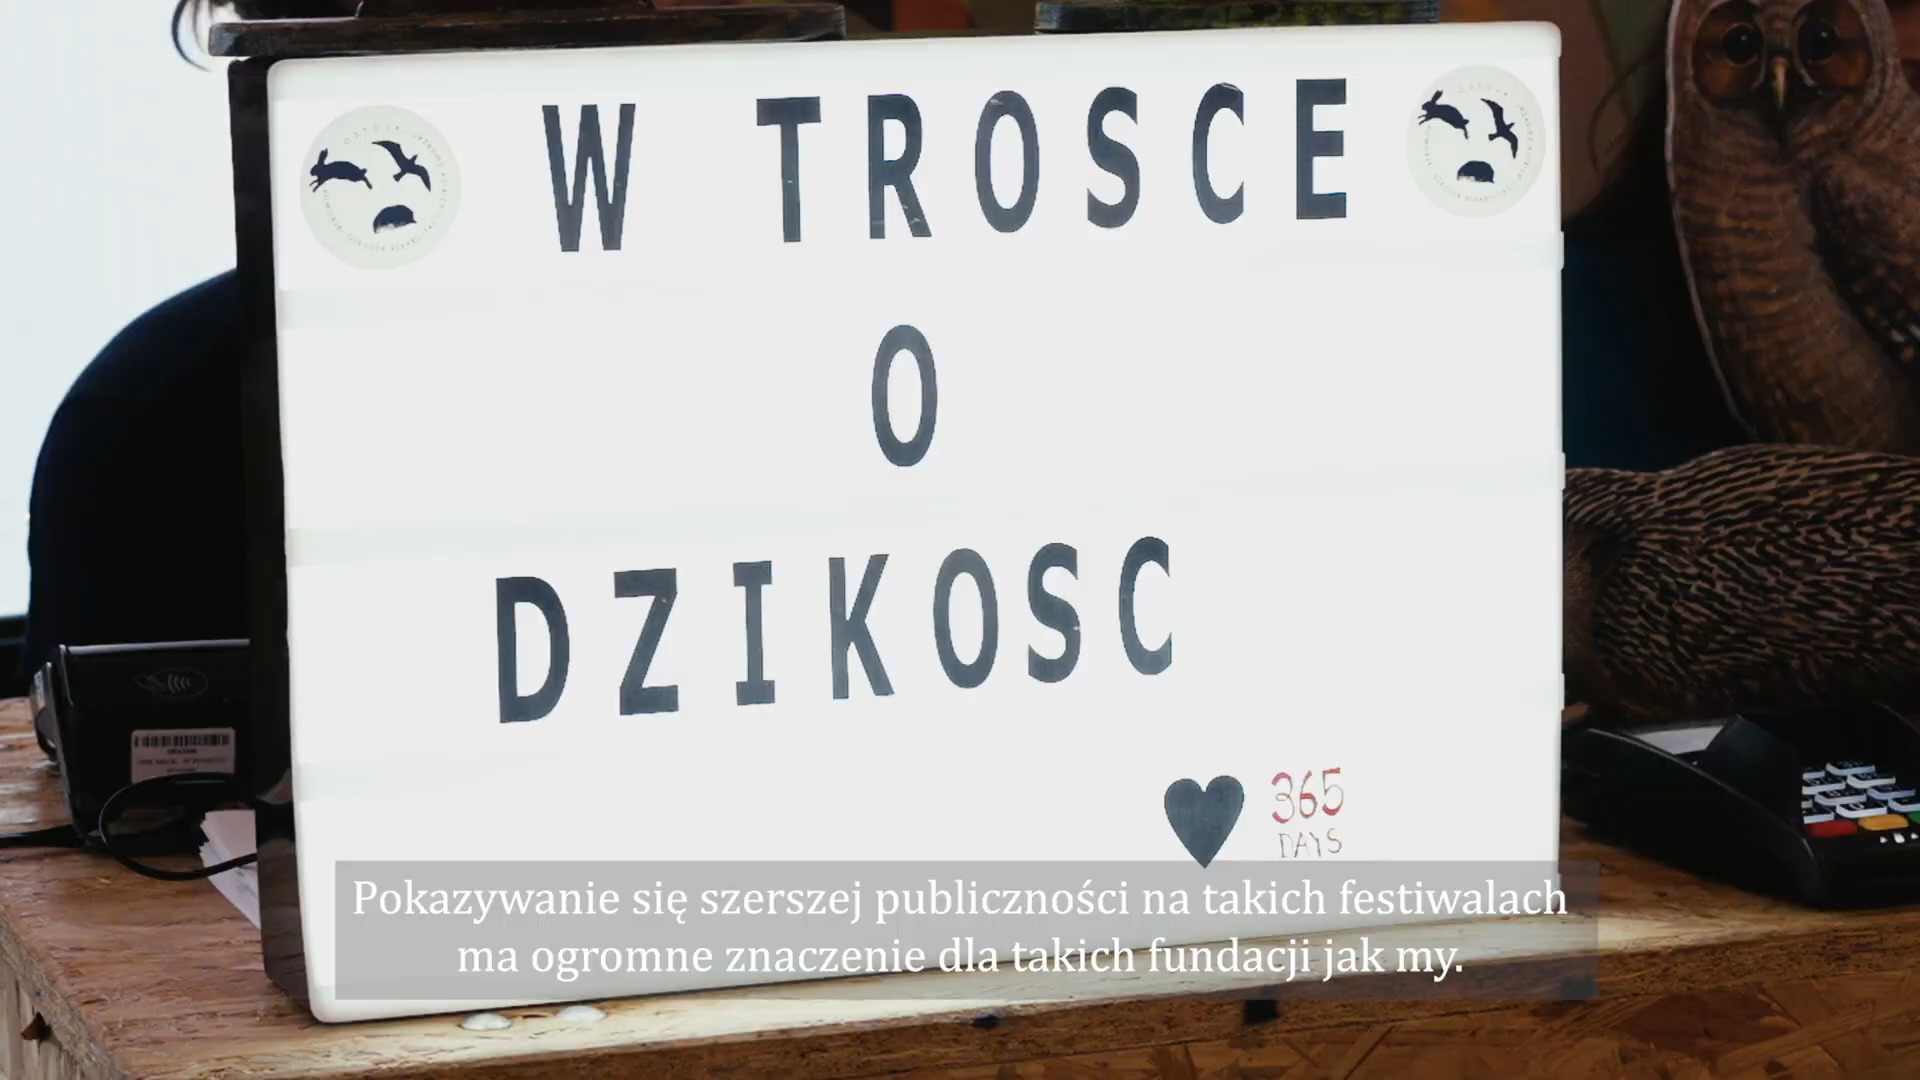 W TROSCE
O
DZIKOSC
365
DAYS
Pokazywanie się szerszej publiczności na takich festiwalach
ma ogromne znaczenie dla takich fundacji jak my.